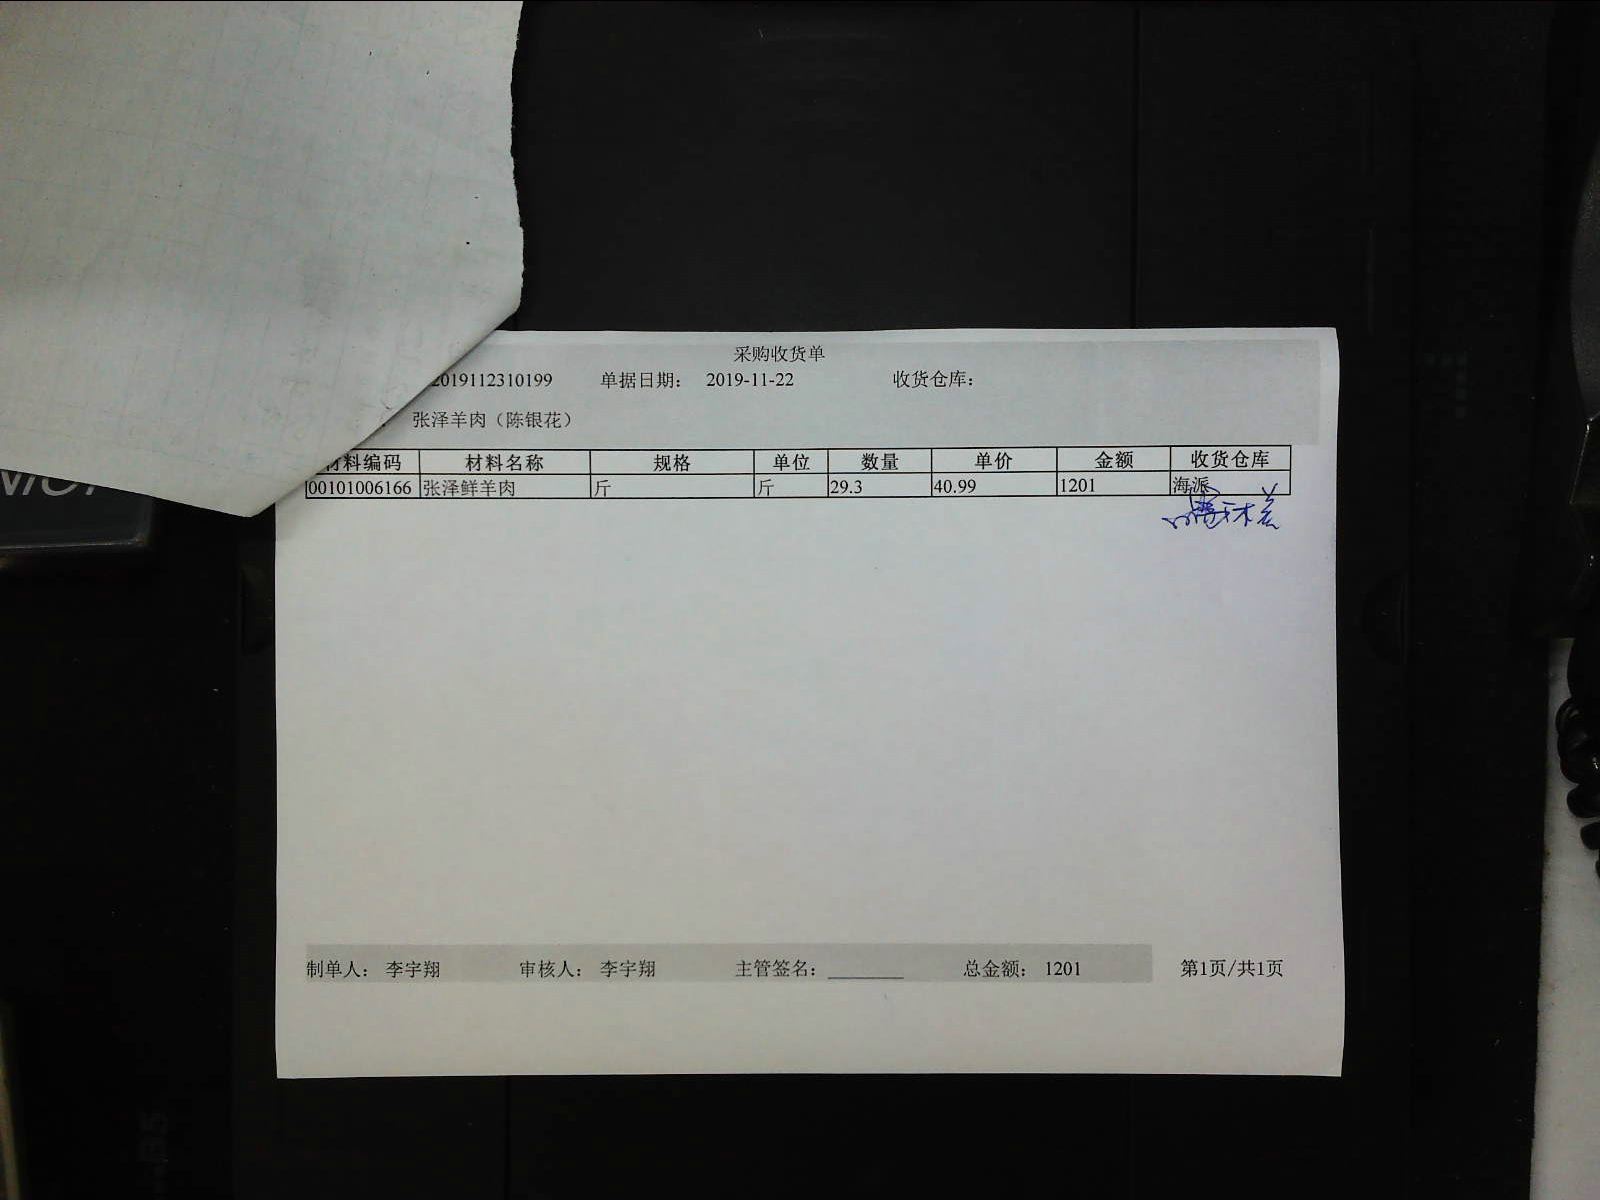 采购收货单
2019112310199 单据日期： 2019-11-22 收货仓库：
张泽羊肉（陈银花）
材料编码 材料名称 规格 单位 数量 单价 金额 收货仓库
00101006166 张泽鲜羊肉 斤 斤 29.3 40.99 1201 海派
制单人： 李宇翔 审核人： 李宇翔 主管签名： 总金额： 1201 第1页/共1页